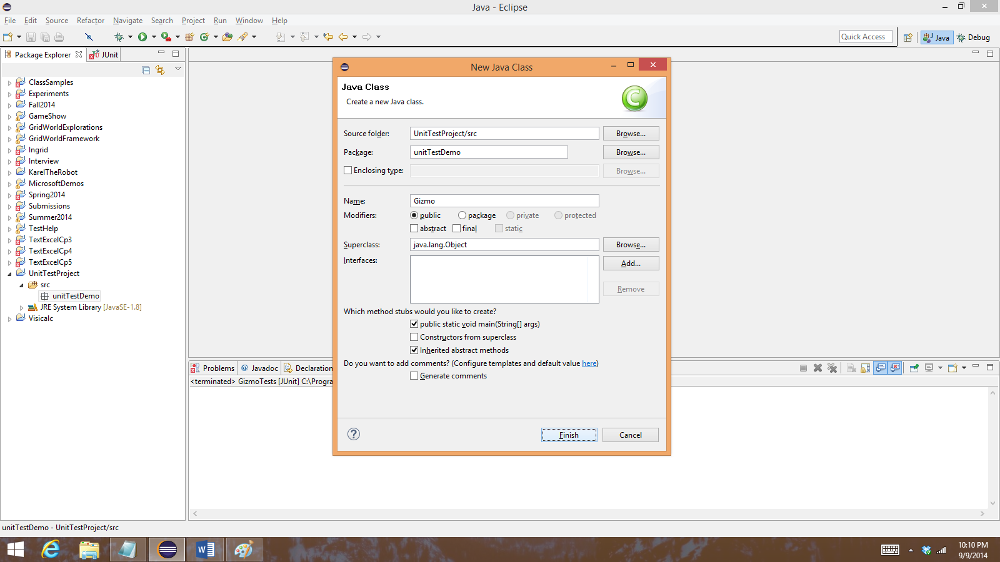 Java - Eclipse
File Edit Source Refactor Navigate Search Project Run Window Help
Quick Access Java Debug
Package Explorer JUnit
ClassSamples
Experiments
Fall2014
GameShow
GridWorldExplorations
GridWorldFramework
Ingrid
Interview
KarelTheRobot
MicrosoftDemos
Spring2014
Submissions
Summer2014
TestHelp
TextExcelCp3
TextExcelCp4
TextExcelCp5
UnitTestProject
src
unitTestDemo
JRE System Library [JavaSE-1.8]
Visicalc
New Java Class
Java Class
Create a new Java class.
Source folder: UnitTestProject/src Browse...
Package: unitTestDemo Browse...
Enclosing type: Browse...
Name: Gizmo
Modifiers: public package private protected
abstract final static
Superclass: java.lang.Object Browse...
Interfaces: Add...
Remove
Which method stubs would you like to create?
public static void main(String[] args)
Constructors from superclass
Inherited abstract methods
Do you want to add comments? (Configure templates and default value here)
Generate comments
Finish Cancel
Problems @ Javadoc Declaration
<terminated> GizmoTests [JUnit] C:\Progra
unitTestDemo - UnitTestProject/src
10:10 PM
9/9/2014